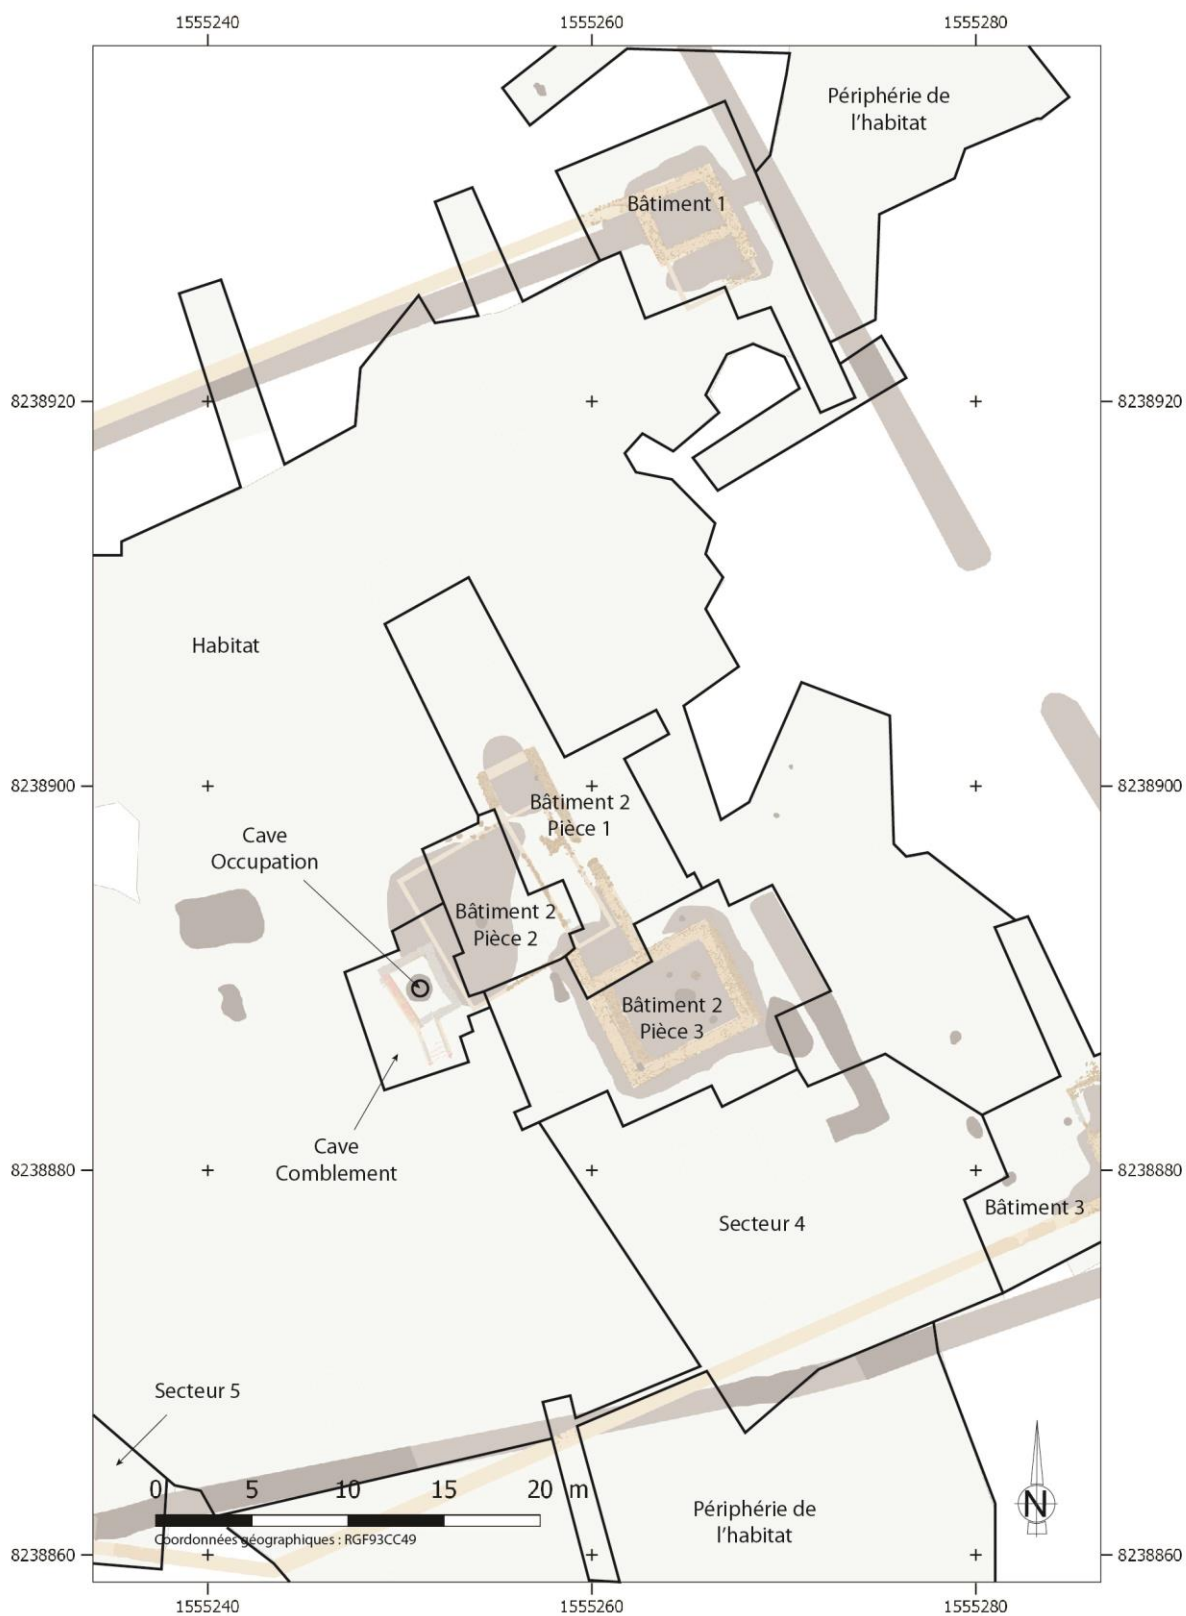 1555240
1555260
1555280
Périphérie de
l'habitat
Bâtiment 1
8238920
8238920
Habitat
8238900
8238900
Bâtiment 2
Pièce 1
Cave
Occupation
Bâtiment 2
Pièce 2
Bâtiment 2
Pièce 3
Cave
Comblement
8238880
8238880
Bâtiment 3
Secteur 4
Secteur 5
0 5 10 15 20 m
Coordonnées géographiques : RGF93CC49
Périphérie de
l'habitat
N
8238860
8238860
1555240
1555260
1555280